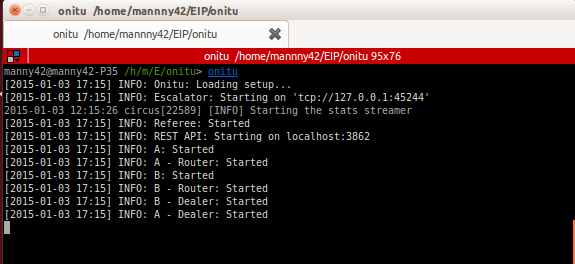 onitu /home/mannny42/EIP/onitu
onitu /home/mannny42/EIP/onitu
onitu /home/mannny42/EIP/onitu 95x76
manny42@manny42-P35 /h/m/E/onitu> onitu
[2015-01-03 17:15] INFO: Onitu: Loading setup...
[2015-01-03 17:15] INFO: Escalator: Starting on 'tcp://127.0.0.1:45244'
2015-01-03 12:15:26 circus[22589] [INFO] Starting the stats streamer
[2015-01-03 17:15] INFO: Referee: Started
[2015-01-03 17:15] INFO: REST API: Starting on localhost:3862
[2015-01-03 17:15] INFO: A: Started
[2015-01-03 17:15] INFO: A - Router: Started
[2015-01-03 17:15] INFO: B: Started
[2015-01-03 17:15] INFO: B - Router: Started
[2015-01-03 17:15] INFO: B - Dealer: Started
[2015-01-03 17:15] INFO: A - Dealer: Started